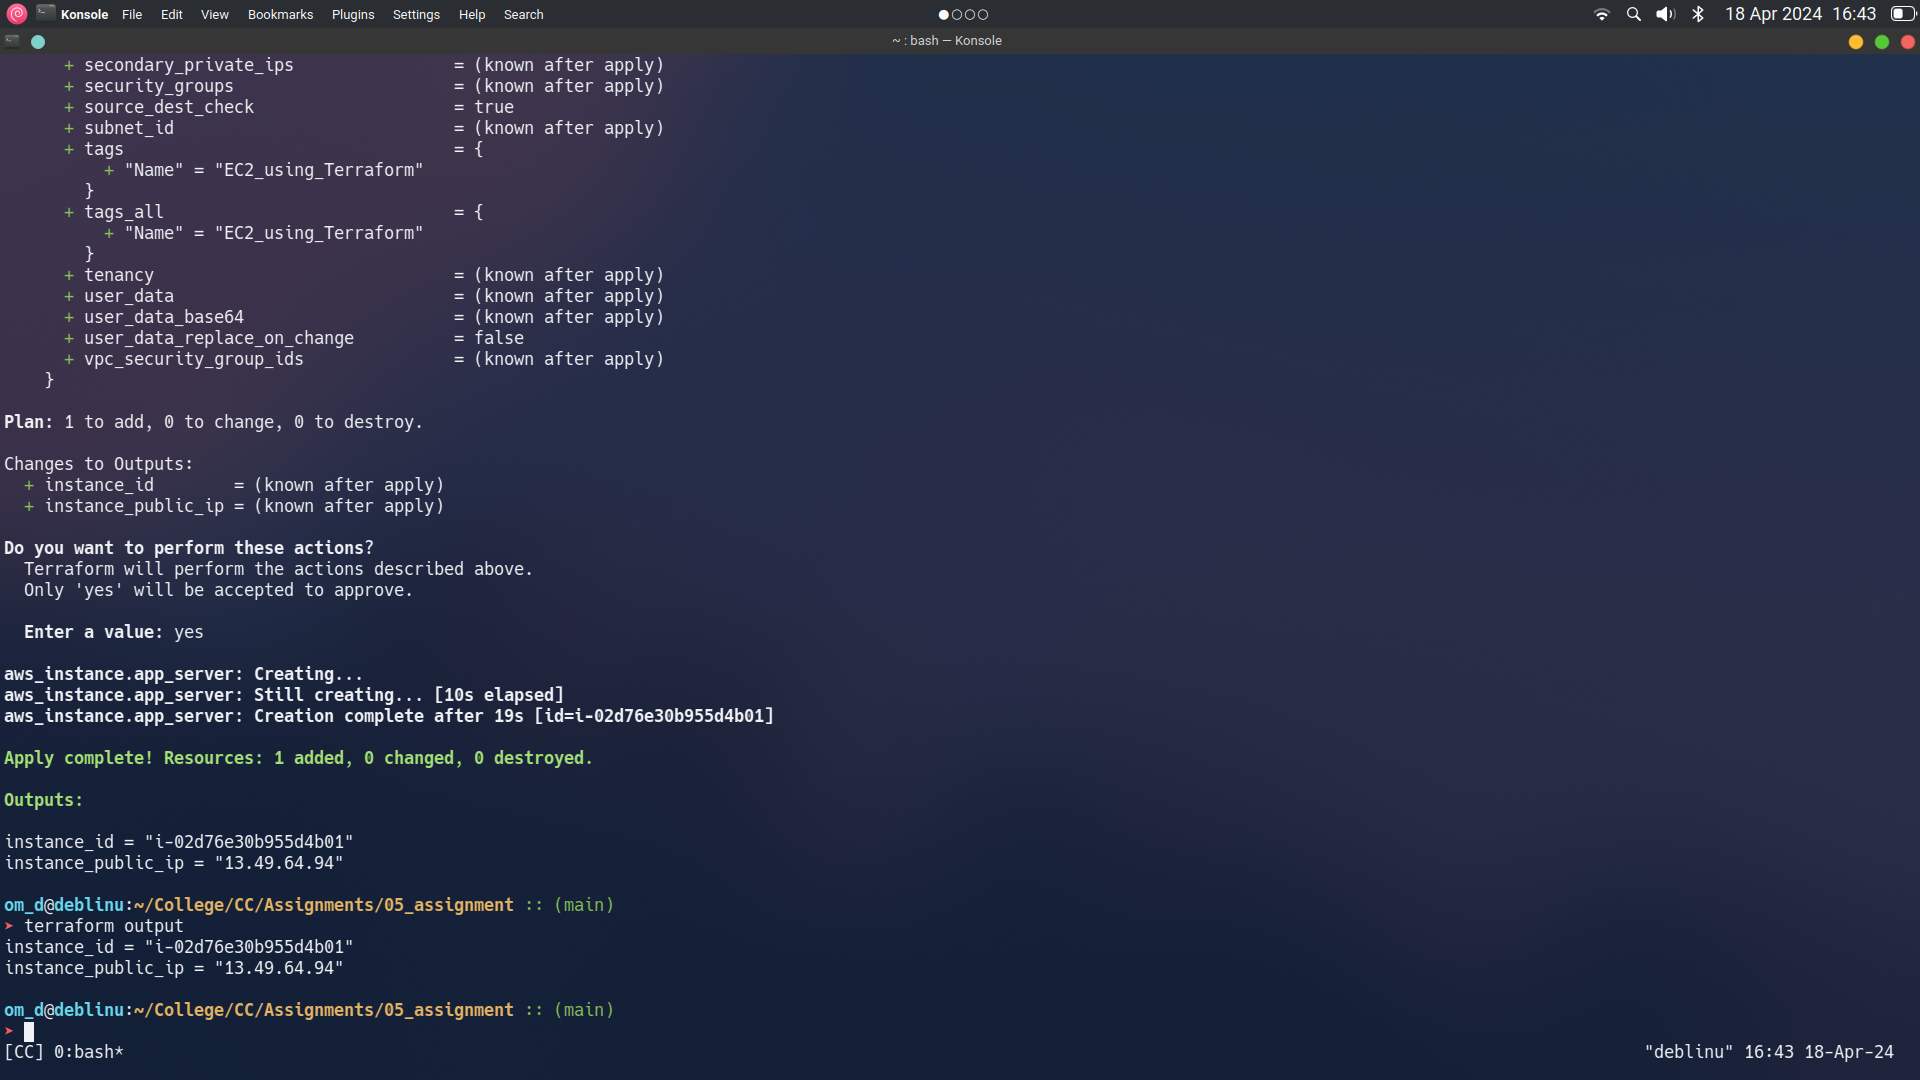 Konsole File Edit View Bookmarks Plugins Settings Help Search 18 Apr 2024 16:43
~ : bash — Konsole
+ secondary_private_ips = (known after apply)
+ security_groups = (known after apply)
+ source_dest_check = true
+ subnet_id = (known after apply)
+ tags = {
+ "Name" = "EC2_using_Terraform"
}
+ tags_all = {
+ "Name" = "EC2_using_Terraform"
}
+ tenancy = (known after apply)
+ user_data = (known after apply)
+ user_data_base64 = (known after apply)
+ user_data_replace_on_change = false
+ vpc_security_group_ids = (known after apply)
}
Plan: 1 to add, 0 to change, 0 to destroy.
Changes to Outputs:
+ instance_id = (known after apply)
+ instance_public_ip = (known after apply)
Do you want to perform these actions?
Terraform will perform the actions described above.
Only 'yes' will be accepted to approve.
Enter a value: yes
aws_instance.app_server: Creating...
aws_instance.app_server: Still creating... [10s elapsed]
aws_instance.app_server: Creation complete after 19s [id=i-02d76e30b955d4b01]
Apply complete! Resources: 1 added, 0 changed, 0 destroyed.
Outputs:
instance_id = "i-02d76e30b955d4b01"
instance_public_ip = "13.49.64.94"
om_d@deblinu:~/College/CC/Assignments/05_assignment :: (main)
➤ terraform output
instance_id = "i-02d76e30b955d4b01"
instance_public_ip = "13.49.64.94"
om_d@deblinu:~/College/CC/Assignments/05_assignment :: (main)
➤
[CC] 0:bash* "deblinu" 16:43 18-Apr-24